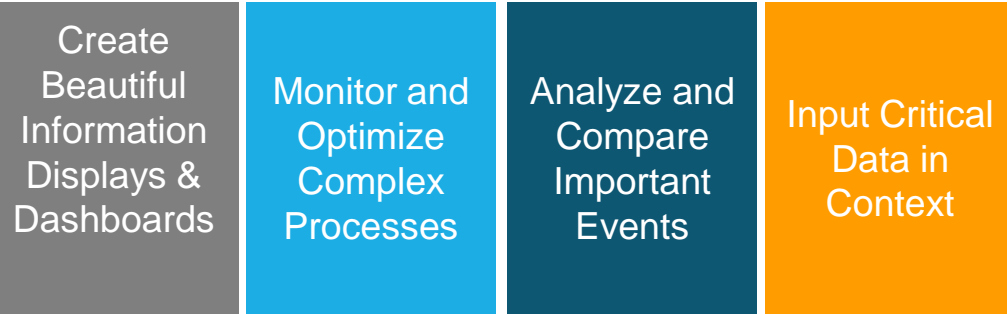 Create
Beautiful
Information
Displays &
Dashboards
Monitor and
Optimize
Complex
Processes
Analyze and
Compare
Important
Events
Input Critical
Data in
Context